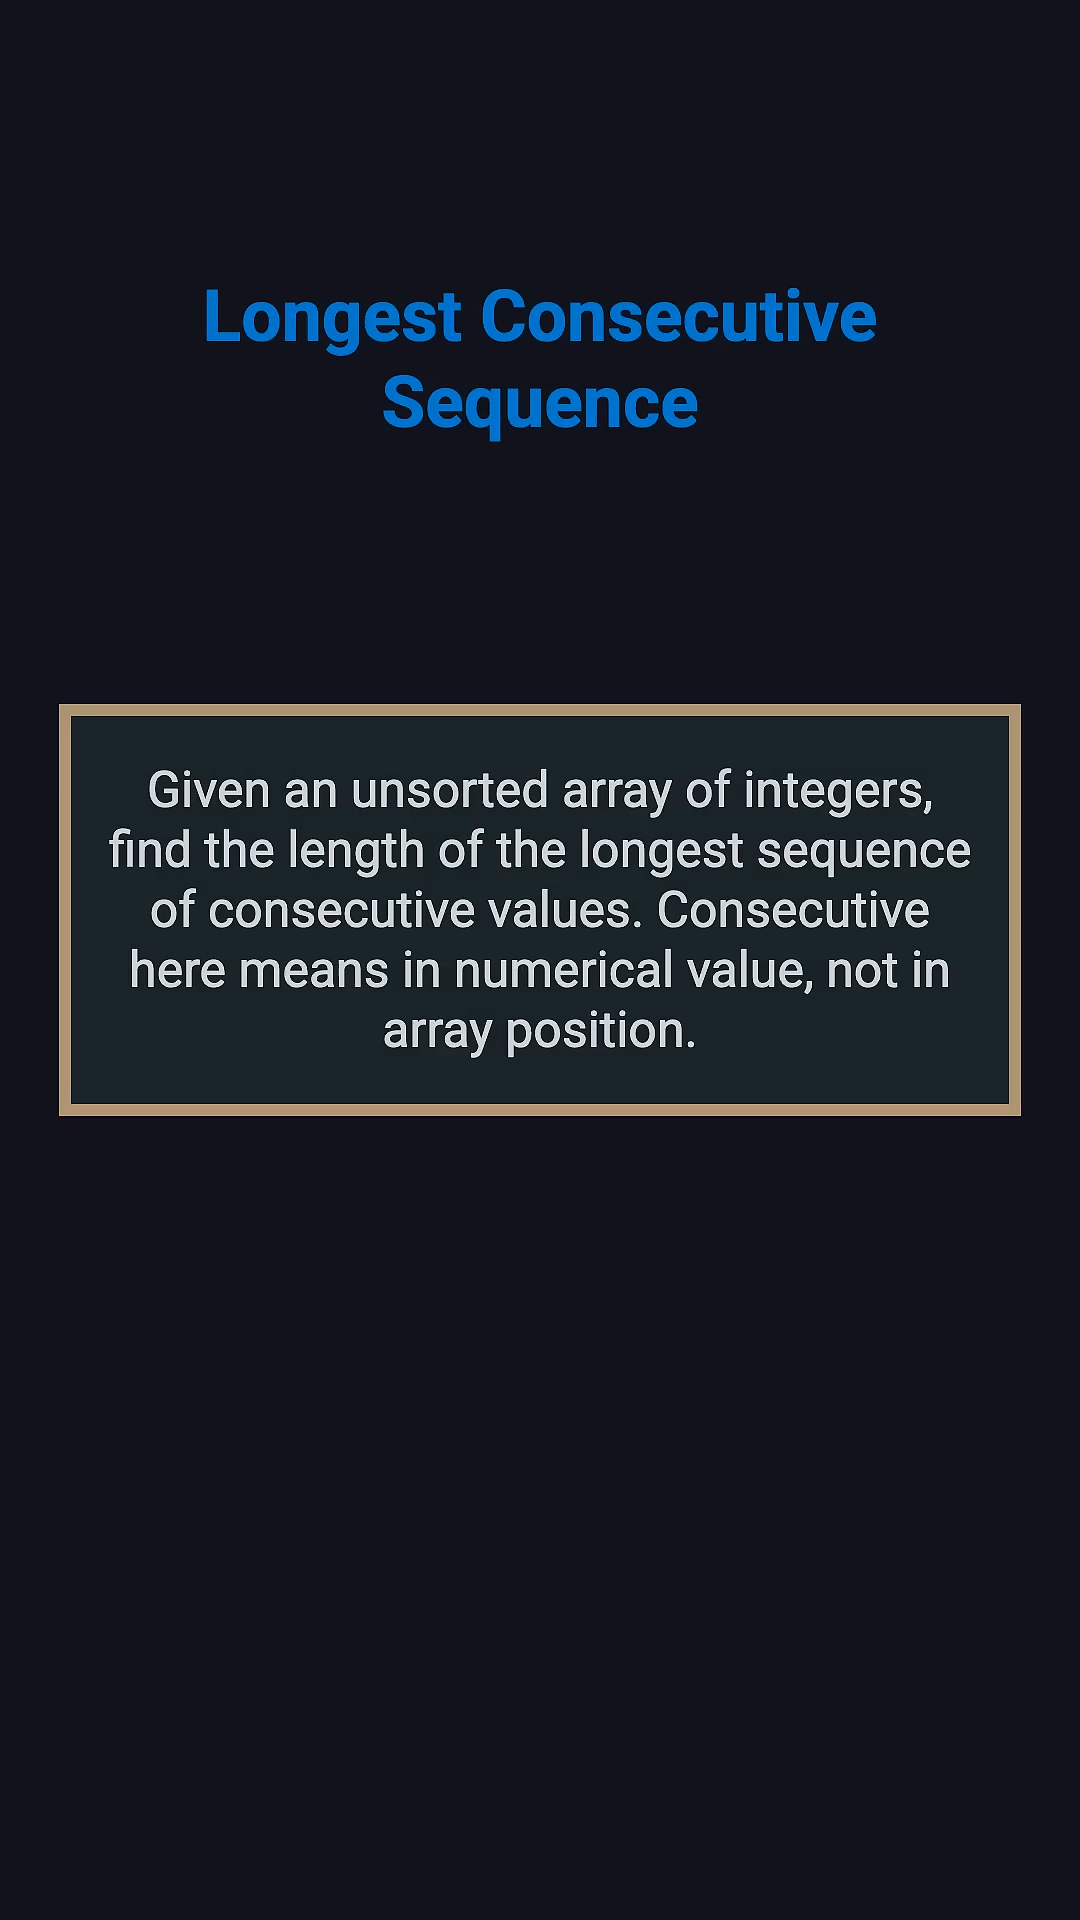 Longest Consecutive
Sequence
Given an unsorted array of integers,
find the length of the longest sequence
of consecutive values. Consecutive
here means in numerical value, not in
array position.